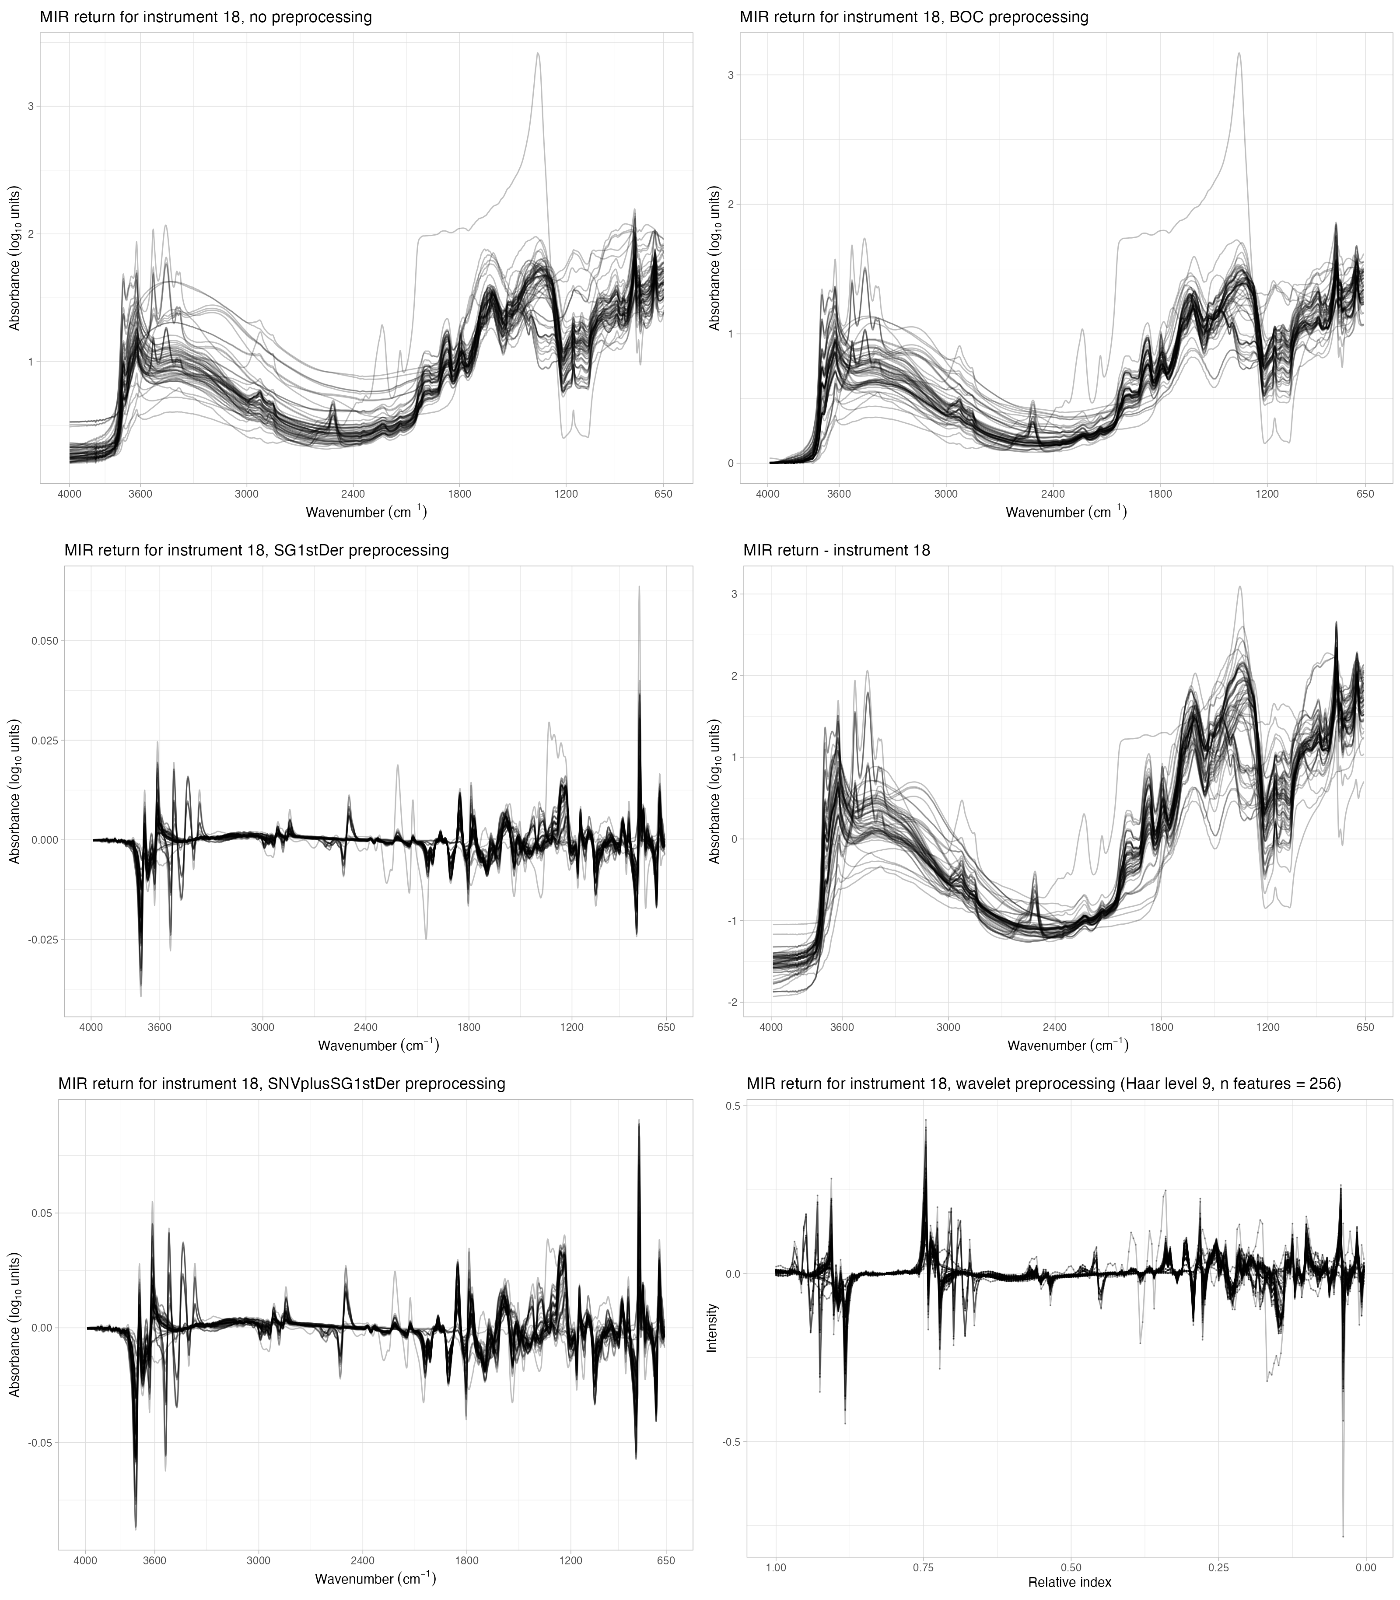 MIR return for instrument 18, no preprocessing
3
2
1
Absorbance (log₁₀ units)
4000 3600 3000 2400 1800 1200 650
Wavenumber (cm ¹)
MIR return for instrument 18, BOC preprocessing
3
2
1
0
Absorbance (log₁₀ units)
4000 3600 3000 2400 1800 1200 650
Wavenumber (cm ¹)
MIR return for instrument 18, SG1stDer preprocessing
0.050
0.025
0.000
-0.025
Absorbance (log₁₀ units)
4000 3600 3000 2400 1800 1200 650
Wavenumber (cm⁻¹)
MIR return - instrument 18
3
2
1
0
-1
-2
Absorbance (log₁₀ units)
4000 3600 3000 2400 1800 1200 650
Wavenumber (cm⁻¹)
MIR return for instrument 18, SNVplusSG1stDer preprocessing
0.05
0.00
-0.05
Absorbance (log₁₀ units)
4000 3600 3000 2400 1800 1200 650
Wavenumber (cm⁻¹)
MIR return for instrument 18, wavelet preprocessing (Haar level 9, n features = 256)
0.5
0.0
-0.5
Intensity
1.00 0.75 0.50 0.25 0.00
Relative index